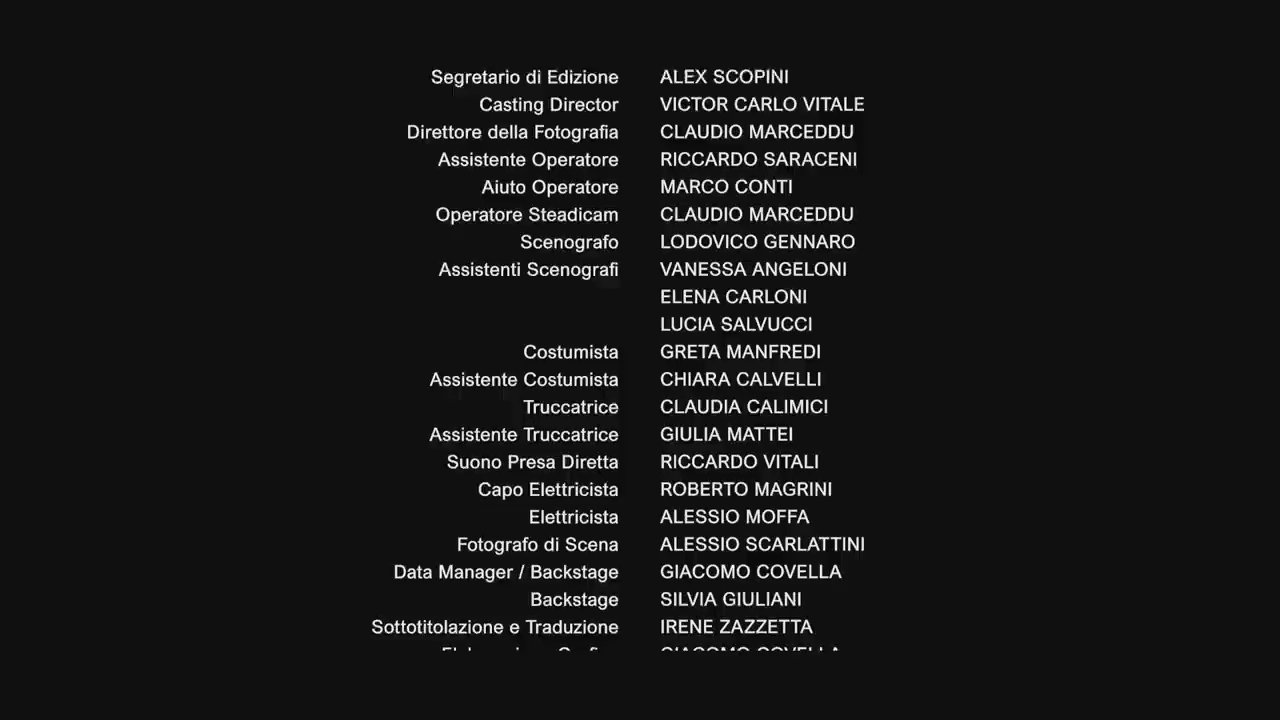 Segretario di Edizione ALEX SCOPINI
Casting Director VICTOR CARLO VITALE
Direttore della Fotografia CLAUDIO MARCEDDU
Assistente Operatore RICCARDO SARACENI
Aiuto Operatore MARCO CONTI
Operatore Steadicam CLAUDIO MARCEDDU
Scenografo LODOVICO GENNARO
Assistenti Scenografi VANESSA ANGELONI
ELENA CARLONI
LUCIA SALVUCCI
Costumista GRETA MANFREDI
Assistente Costumista CHIARA CALVELLI
Truccatrice CLAUDIA CALIMICI
Assistente Truccatrice GIULIA MATTEI
Suono Presa Diretta RICCARDO VITALI
Capo Elettricista ROBERTO MAGRINI
Elettricista ALESSIO MOFFA
Fotografo di Scena ALESSIO SCARLATTINI
Data Manager / Backstage GIACOMO COVELLA
Backstage SILVIA GIULIANI
Sottotitolazione e Traduzione IRENE ZAZZETTA
GIACOMO COVELLA